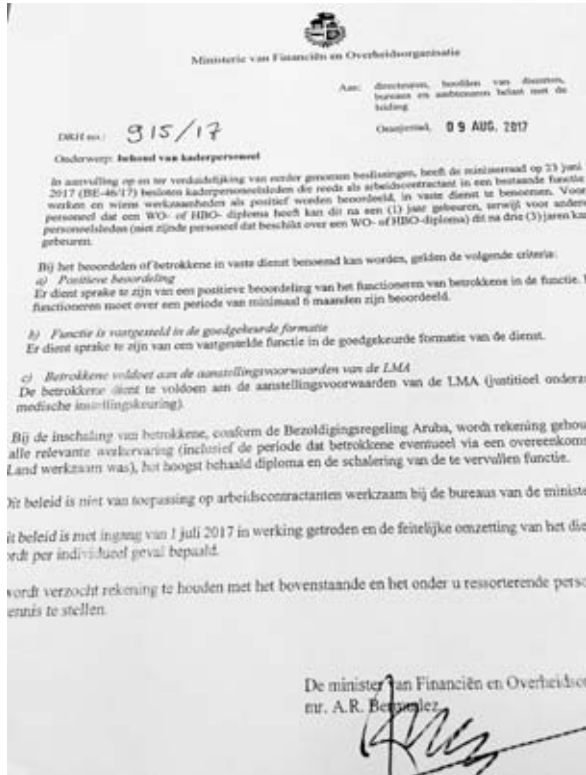 Ministerie van Financiën en Overheidsorganisatie
Aan: directeuren, hoofden van diensten,
bureaus en ambtenaren belast met de
leiding
DRH no.: 915/17
Oranjestad, 09 AUG. 2017
Onderwerp: behoud van kaderpersoneel
In aanvulling op en ter verduidelijking van eerder genomen beslissingen, heeft de ministerraad op 23 juni
2017 (BE-46/17) besloten kaderpersoneelsleden die reeds als arbeidscontractant in een bestaande functie
werken en wiens werkzaamheden als positief worden beoordeeld, in vaste dienst te benoemen. Voor
personeel dat een WO- of HBO- diploma heeft kan dit na een (1) jaar gebeuren, terwijl voor andere
personeelsleden (niet zijnde personeel dat beschikt over een WO- of HBO-diploma) dit na drie (3) jaren kan
gebeuren.
Bij het beoordelen of betrokkene in vaste dienst benoemd kan worden, gelden de volgende criteria:
a) Positieve beoordeling
Er dient sprake te zijn van een positieve beoordeling van het functioneren van betrokkene in de functie.
functioneren moet over een periode van minimaal 6 maanden zijn beoordeeld.
b) Functie is vastgesteld in de goedgekeurde formatie
Er dient sprake te zijn van een vastgestelde functie in de goedgekeurde formatie van de dienst.
c) Betrokkene voldoet aan de aanstellingsvoorwaarden van de LMA
De betrokkene dient te voldoen aan de aanstellingsvoorwaarden van de LMA (justitieel onderz
medische instellingskeuring).
Bij de inschaling van betrokkene, conform de Bezoldigingsregeling Aruba, wordt rekening gehou
alle relevante werkervaring (inclusief de periode dat betrokkene eventueel via een overeenkoms
Land werkzaam was), het hoogst behaald diploma en de schalering van de te vervullen functie.
Dit beleid is niet van toepassing op arbeidscontractanten werkzaam bij de bureaus van de ministe
it beleid is met ingang van 1 juli 2017 in werking getreden en de feitelijke omzetting van het die
ordt per individueel geval bepaald.
wordt verzocht rekening te houden met het bovenstaande en het onder u ressorterende perso
ennis te stellen.
De minister van Financiën en Overheidso
mr. A.R. Bermudez